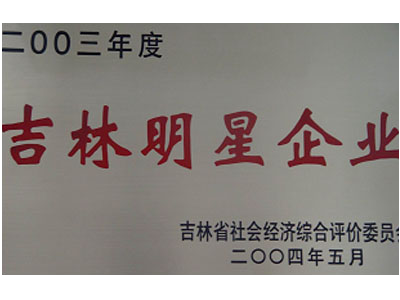 二〇〇三年度
吉林明星企业
吉林省社会经济综合评价委员会
二〇〇四年五月